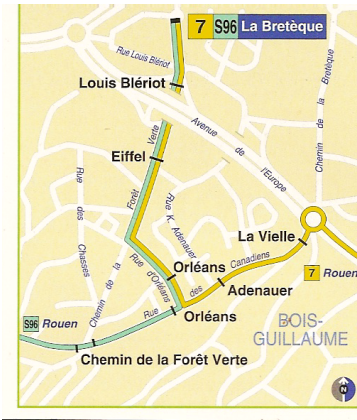 7 S96 La Bretèque
Rue Louis Blériot
Louis Blériot
Avenue de l'Europe
Chemin de la Bretèque
Eiffel
Chemin de la Forêt Verte
Rue des Chasses
Rue K. Adenauer
La Vielle
Rue d'Orléans
Orléans
Rue des Canadiens
7 Rouen
Adenauer
Orléans
S96 Rouen
BOIS-
GUILLAUME
Chemin de la Forêt Verte
N